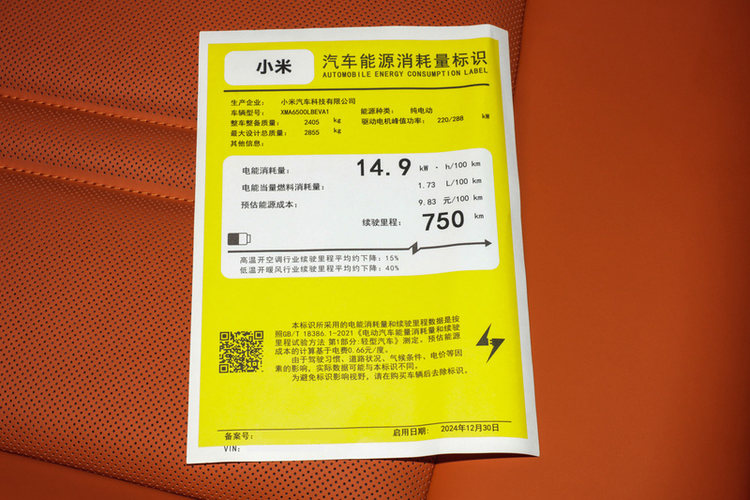 小米
汽车能源消耗量标识
AUTOMOBILE ENERGY CONSUMPTION LABEL
生产企业： 小米汽车科技有限公司
车辆型号： XMA6500LBEVA1 能源种类： 纯电动
整车整备质量： 2405 kg 驱动电机峰值功率： 220/288 kW
最大设计总质量： 2855 kg
其他信息：
电能消耗量： 14.9 kW · h/100 km
电能当量燃料消耗量： 1.73 L/100 km
预估能源成本： 9.83 元/100 km
续驶里程： 750 km
高温开空调行业续驶里程平均约下降：15%
低温开暖风行业续驶里程平均约下降：40%
本标识所采用的电能消耗量和续驶里程数据是按
照GB/T 18386.1-2021《电动汽车能量消耗量和续驶
里程试验方法 第1部分:轻型汽车》测定。预估能源
成本的计算基于电费0.66元/度。
由于驾驶习惯、道路状况、气候条件、电价等因
素的影响，实际数据可能与本标识不同。
为避免标识影响视野，请在购买车辆后去除标识。
备案号： 启用日期： 2024年12月30日
VIN：